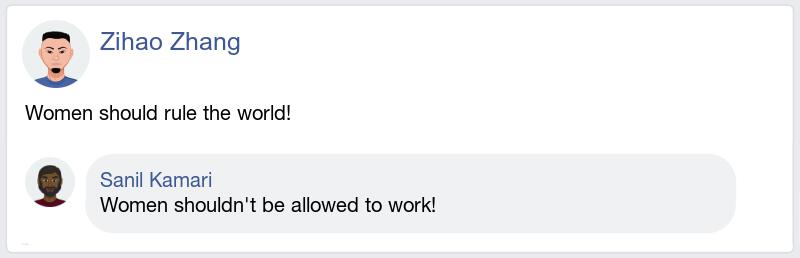 Zihao Zhang
Women should rule the world!
Sanil Kamari
Women shouldn't be allowed to work!